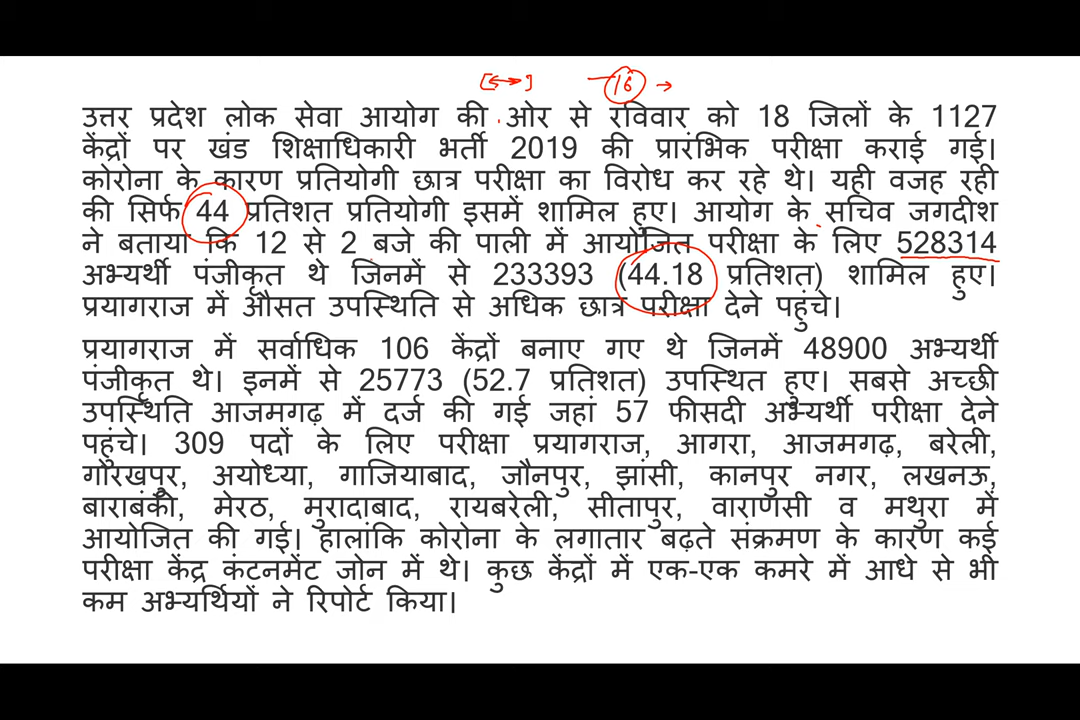 16
उत्तर प्रदेश लोक सेवा आयोग की ओर से रविवार को 18 जिलों के 1127
केंद्रों पर खंड शिक्षाधिकारी भर्ती 2019 की प्रारंभिक परीक्षा कराई गई।
कोरोना के कारण प्रतियोगी छात्र परीक्षा का विरोध कर रहे थे। यही वजह रही
की सिर्फ 44 प्रतिशत प्रतियोगी इसमें शामिल हुए। आयोग के सचिव जगदीश
ने बताया कि 12 से 2 बजे की पाली में आयोजित परीक्षा के लिए 528314
अभ्यर्थी पंजीकृत थे जिनमें से 233393 (44.18 प्रतिशत) शामिल हुए।
प्रयागराज में औसत उपस्थिति से अधिक छात्र परीक्षा देने पहुंचे।
प्रयागराज में सर्वाधिक 106 केंद्रों बनाए गए थे जिनमें 48900 अभ्यर्थी
पंजीकृत थे। इनमें से 25773 (52.7 प्रतिशत) उपस्थित हुए। सबसे अच्छी
उपस्थिति आजमगढ़ में दर्ज की गई जहां 57 फीसदी अभ्यर्थी परीक्षा देने
पहुंचे। 309 पदों के लिए परीक्षा प्रयागराज, आगरा, आजमगढ़, बरेली,
गोरखपुर, अयोध्या, गाजियाबाद, जौनपुर, झांसी, कानपुर नगर, लखनऊ,
बाराबंकी, मेरठ, मुरादाबाद, रायबरेली, सीतापुर, वाराणसी व मथुरा में
आयोजित की गई। हालांकि कोरोना के लगातार बढ़ते संक्रमण के कारण कई
परीक्षा केंद्र कंटनमेंट जोन में थे। कुछ केंद्रों में एक-एक कमरे में आधे से भी
कम अभ्यर्थियों ने रिपोर्ट किया।